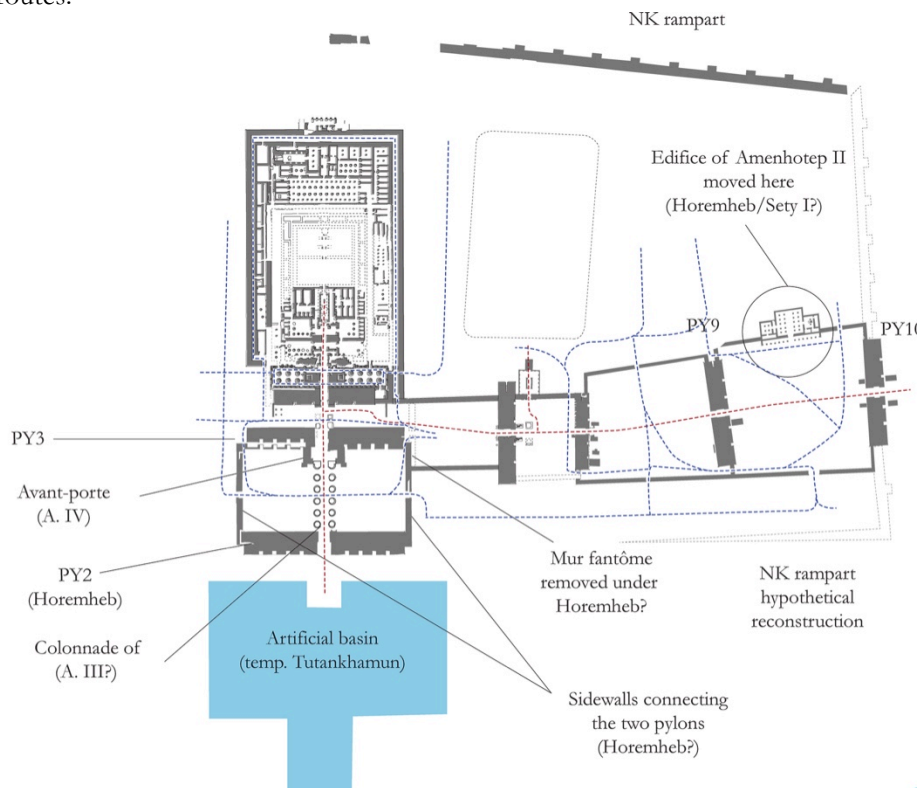 routes.
NK rampart
Edifice of Amenhotep II
moved here
(Horemheb/Sety I?)
PY9
PY10
PY3
Avant-porte
(A. IV)
PY2
(Horemheb)
Colonnade of
(A. III?)
Artificial basin
(temp. Tutankhamun)
Mur fantôme
removed under
Horemheb?
NK rampart
hypothetical
reconstruction
Sidewalls connecting
the two pylons
(Horemheb?)